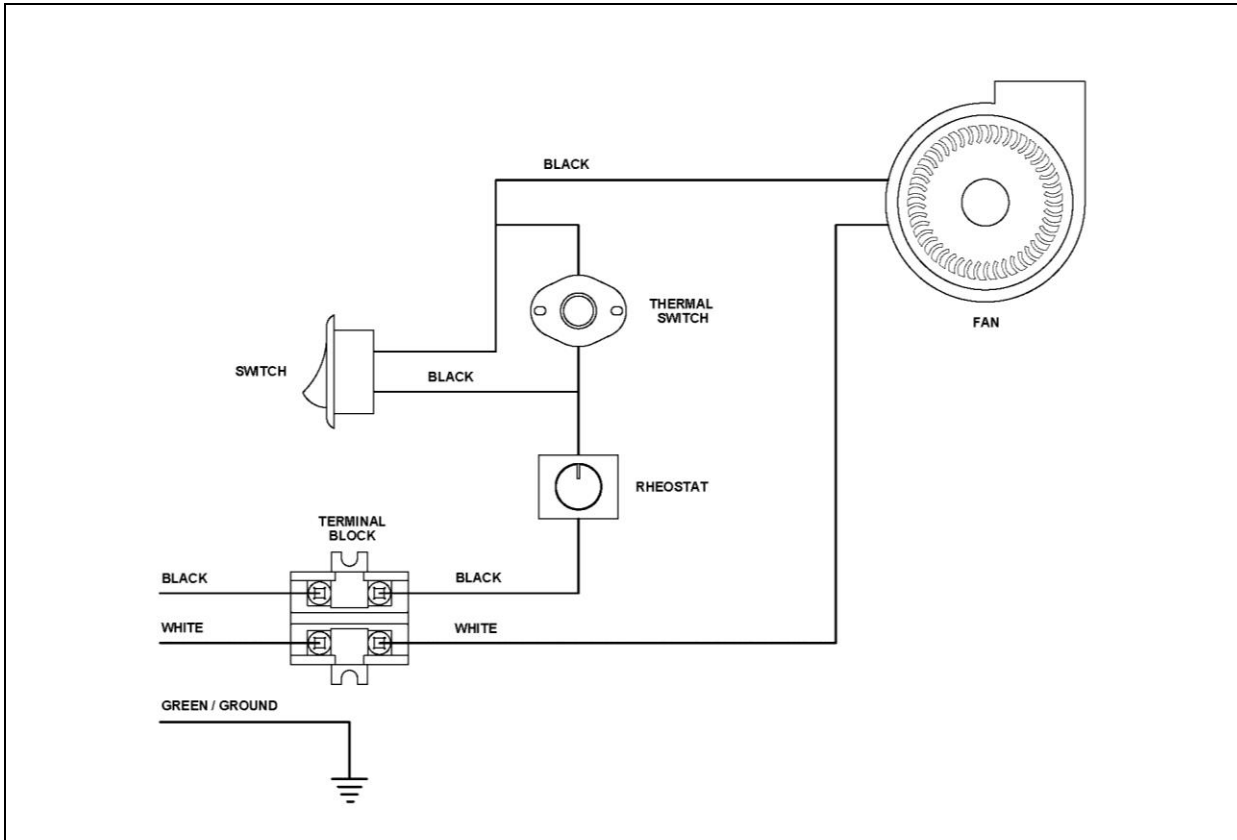 BLACK
THERMAL
SWITCH
FAN
SWITCH
BLACK
RHEOSTAT
TERMINAL
BLOCK
BLACK
BLACK
WHITE
WHITE
GREEN / GROUND